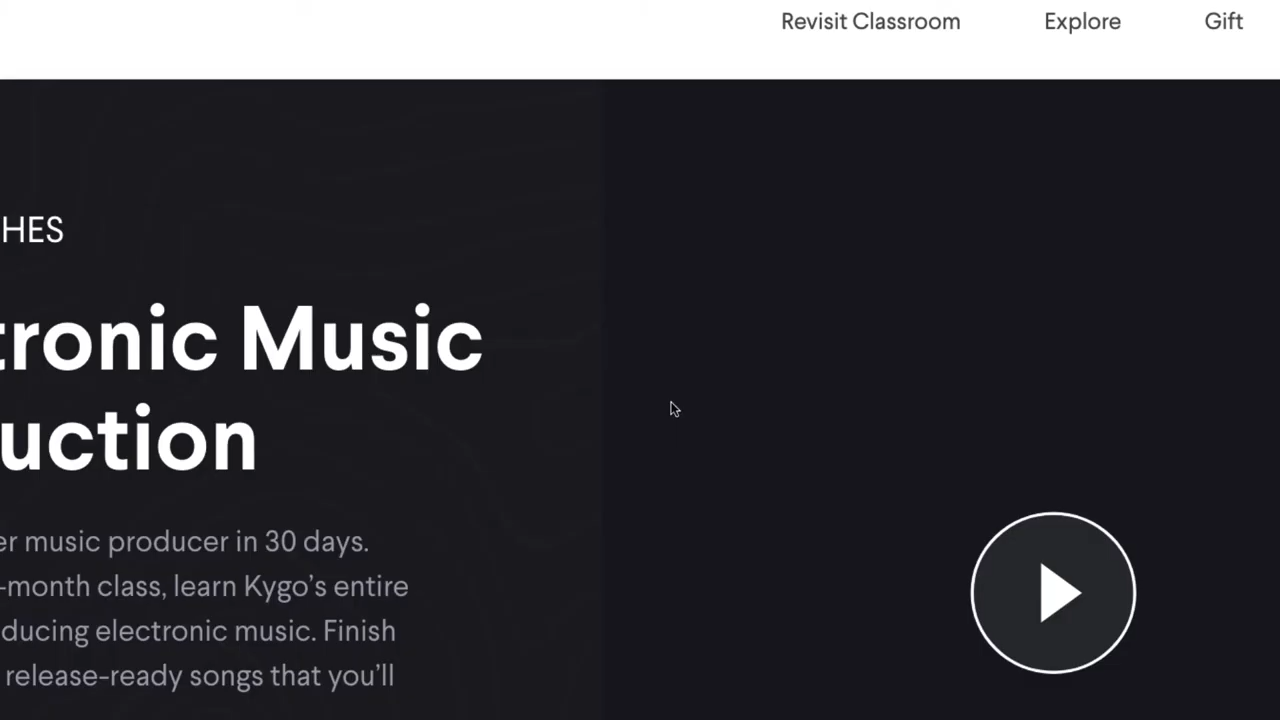 Revisit Classroom Explore Gift
HES
tronic Music
uction
er music producer in 30 days.
-month class, learn Kygo’s entire
ducing electronic music. Finish
release-ready songs that you’ll